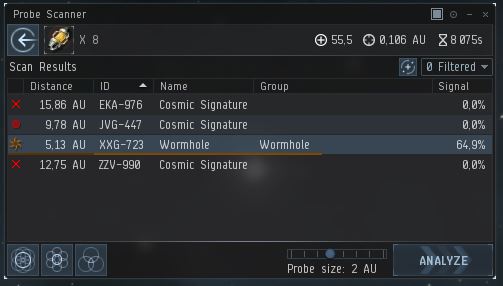 Probe Scanner
X 8 55,5 0,106 AU 8 075s
Scan Results 0 Filtered
Distance ID Name Group Signal
15,86 AU EKA-976 Cosmic Signature 0,0%
9,78 AU JVG-447 Cosmic Signature 0,0%
5,13 AU XXG-723 Wormhole Wormhole 64,9%
12,75 AU ZZV-990 Cosmic Signature 0,0%
Probe size: 2 AU
ANALYZE